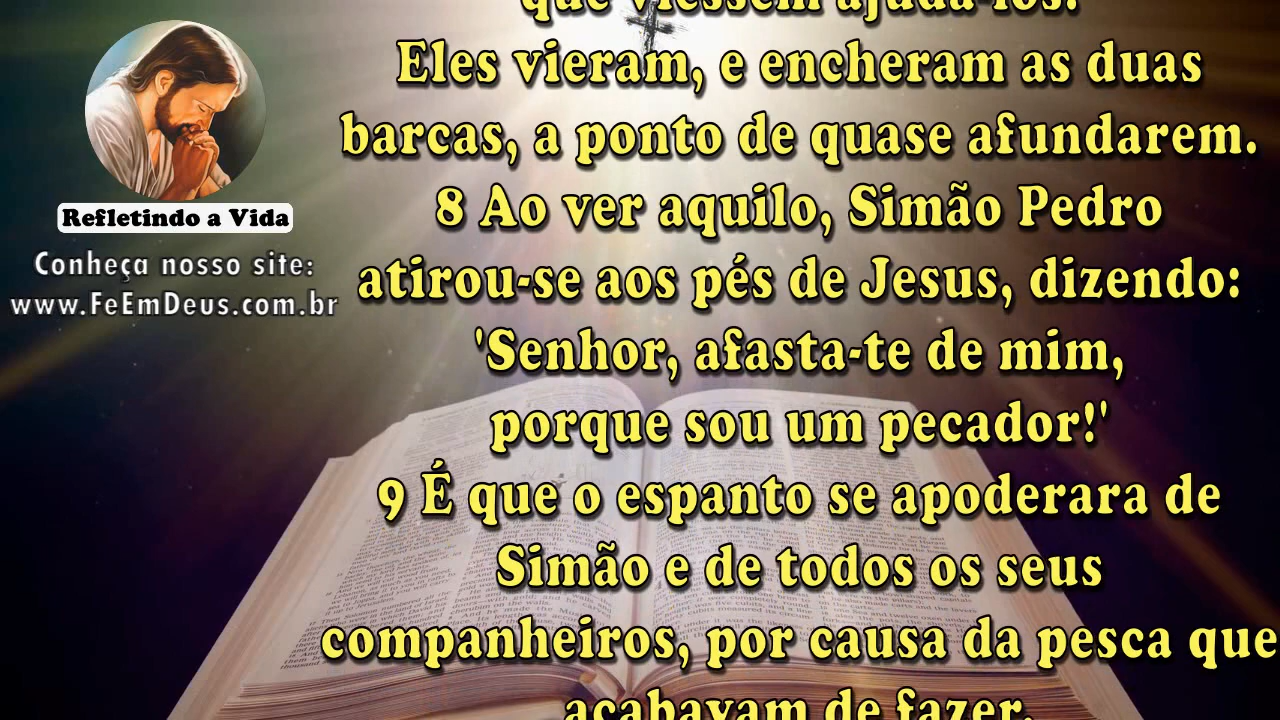 que viessem ajudá-los.
Eles vieram, e encheram as duas
barcas, a ponto de quase afundarem.
8 Ao ver aquilo, Simão Pedro
atirou-se aos pés de Jesus, dizendo:
'Senhor, afasta-te de mim,
porque sou um pecador!'
9 É que o espanto se apoderara de
Simão e de todos os seus
companheiros, por causa da pesca que
acabavam de fazer.
Refletindo a Vida
Conheça nosso site:
www.FeEmDeus.com.br